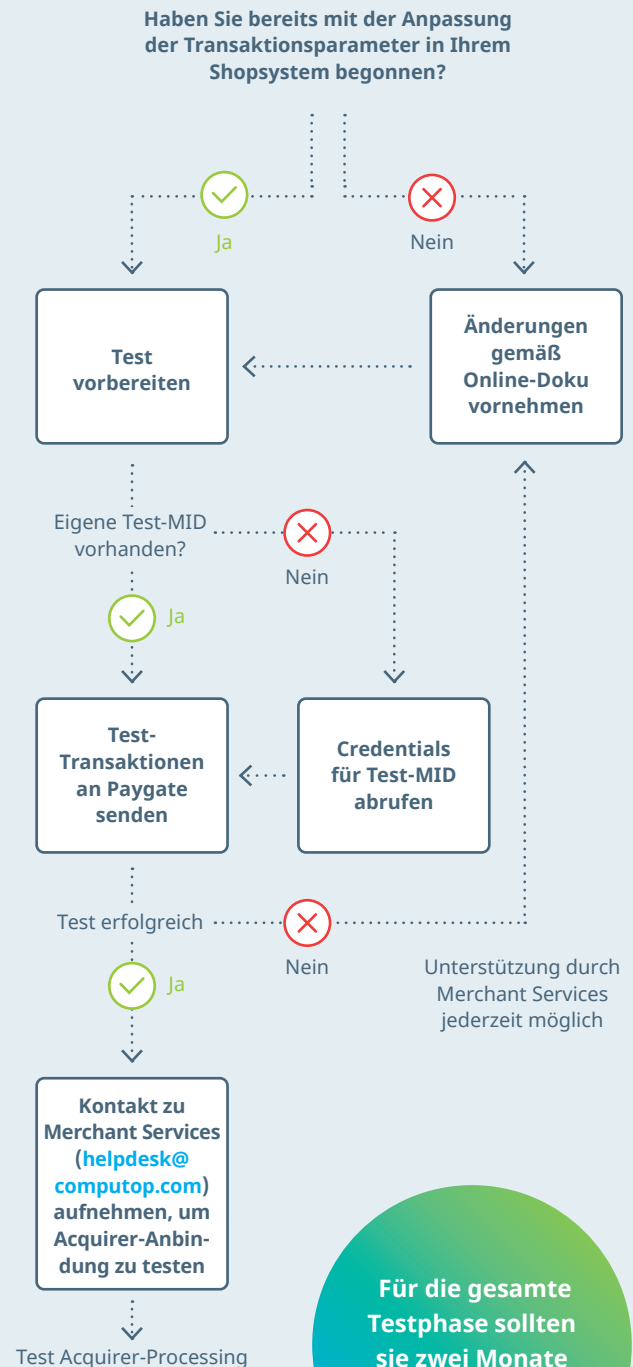 Haben Sie bereits mit der Anpassung
der Transaktionsparameter in Ihrem
Shopsystem begonnen?
Ja
Nein
Test
vorbereiten
Änderungen
gemäß
Online-Doku
vornehmen
Eigene Test-MID
vorhanden?
Nein
Ja
Test-
Transaktionen
an Paygate
senden
Credentials
für Test-MID
abrufen
Test erfolgreich
Nein
Ja
Unterstützung durch
Merchant Services
jederzeit möglich
Kontakt zu
Merchant Services
(helpdesk@
computop.com)
aufnehmen, um
Acquirer-Anbin-
dung zu testen
Für die gesamte
Testphase sollten
sie zwei Monate
Test Acquirer-Processing